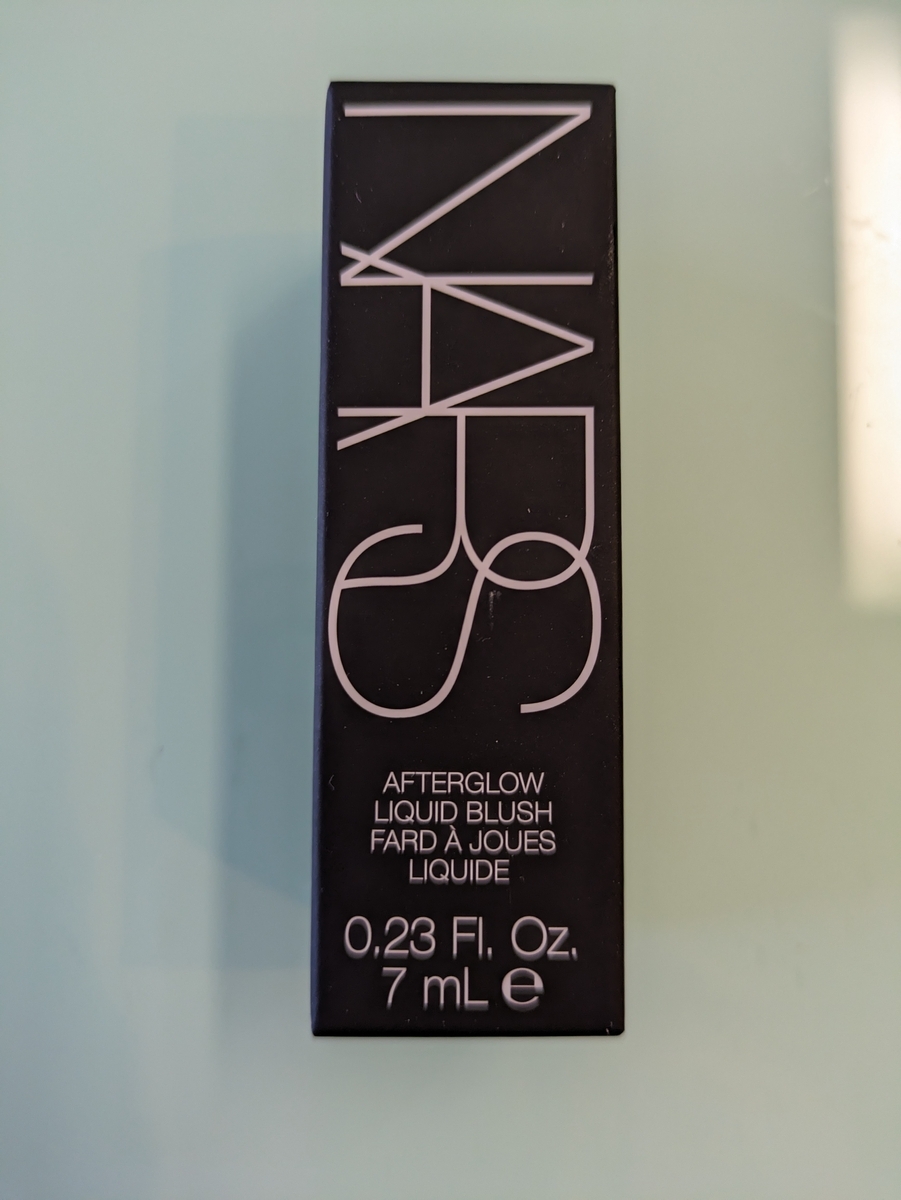 NARS
AFTERGLOW
LIQUID BLUSH
FARD À JOUES
LIQUIDE
0.23 Fl. Oz.
7 mL ℮